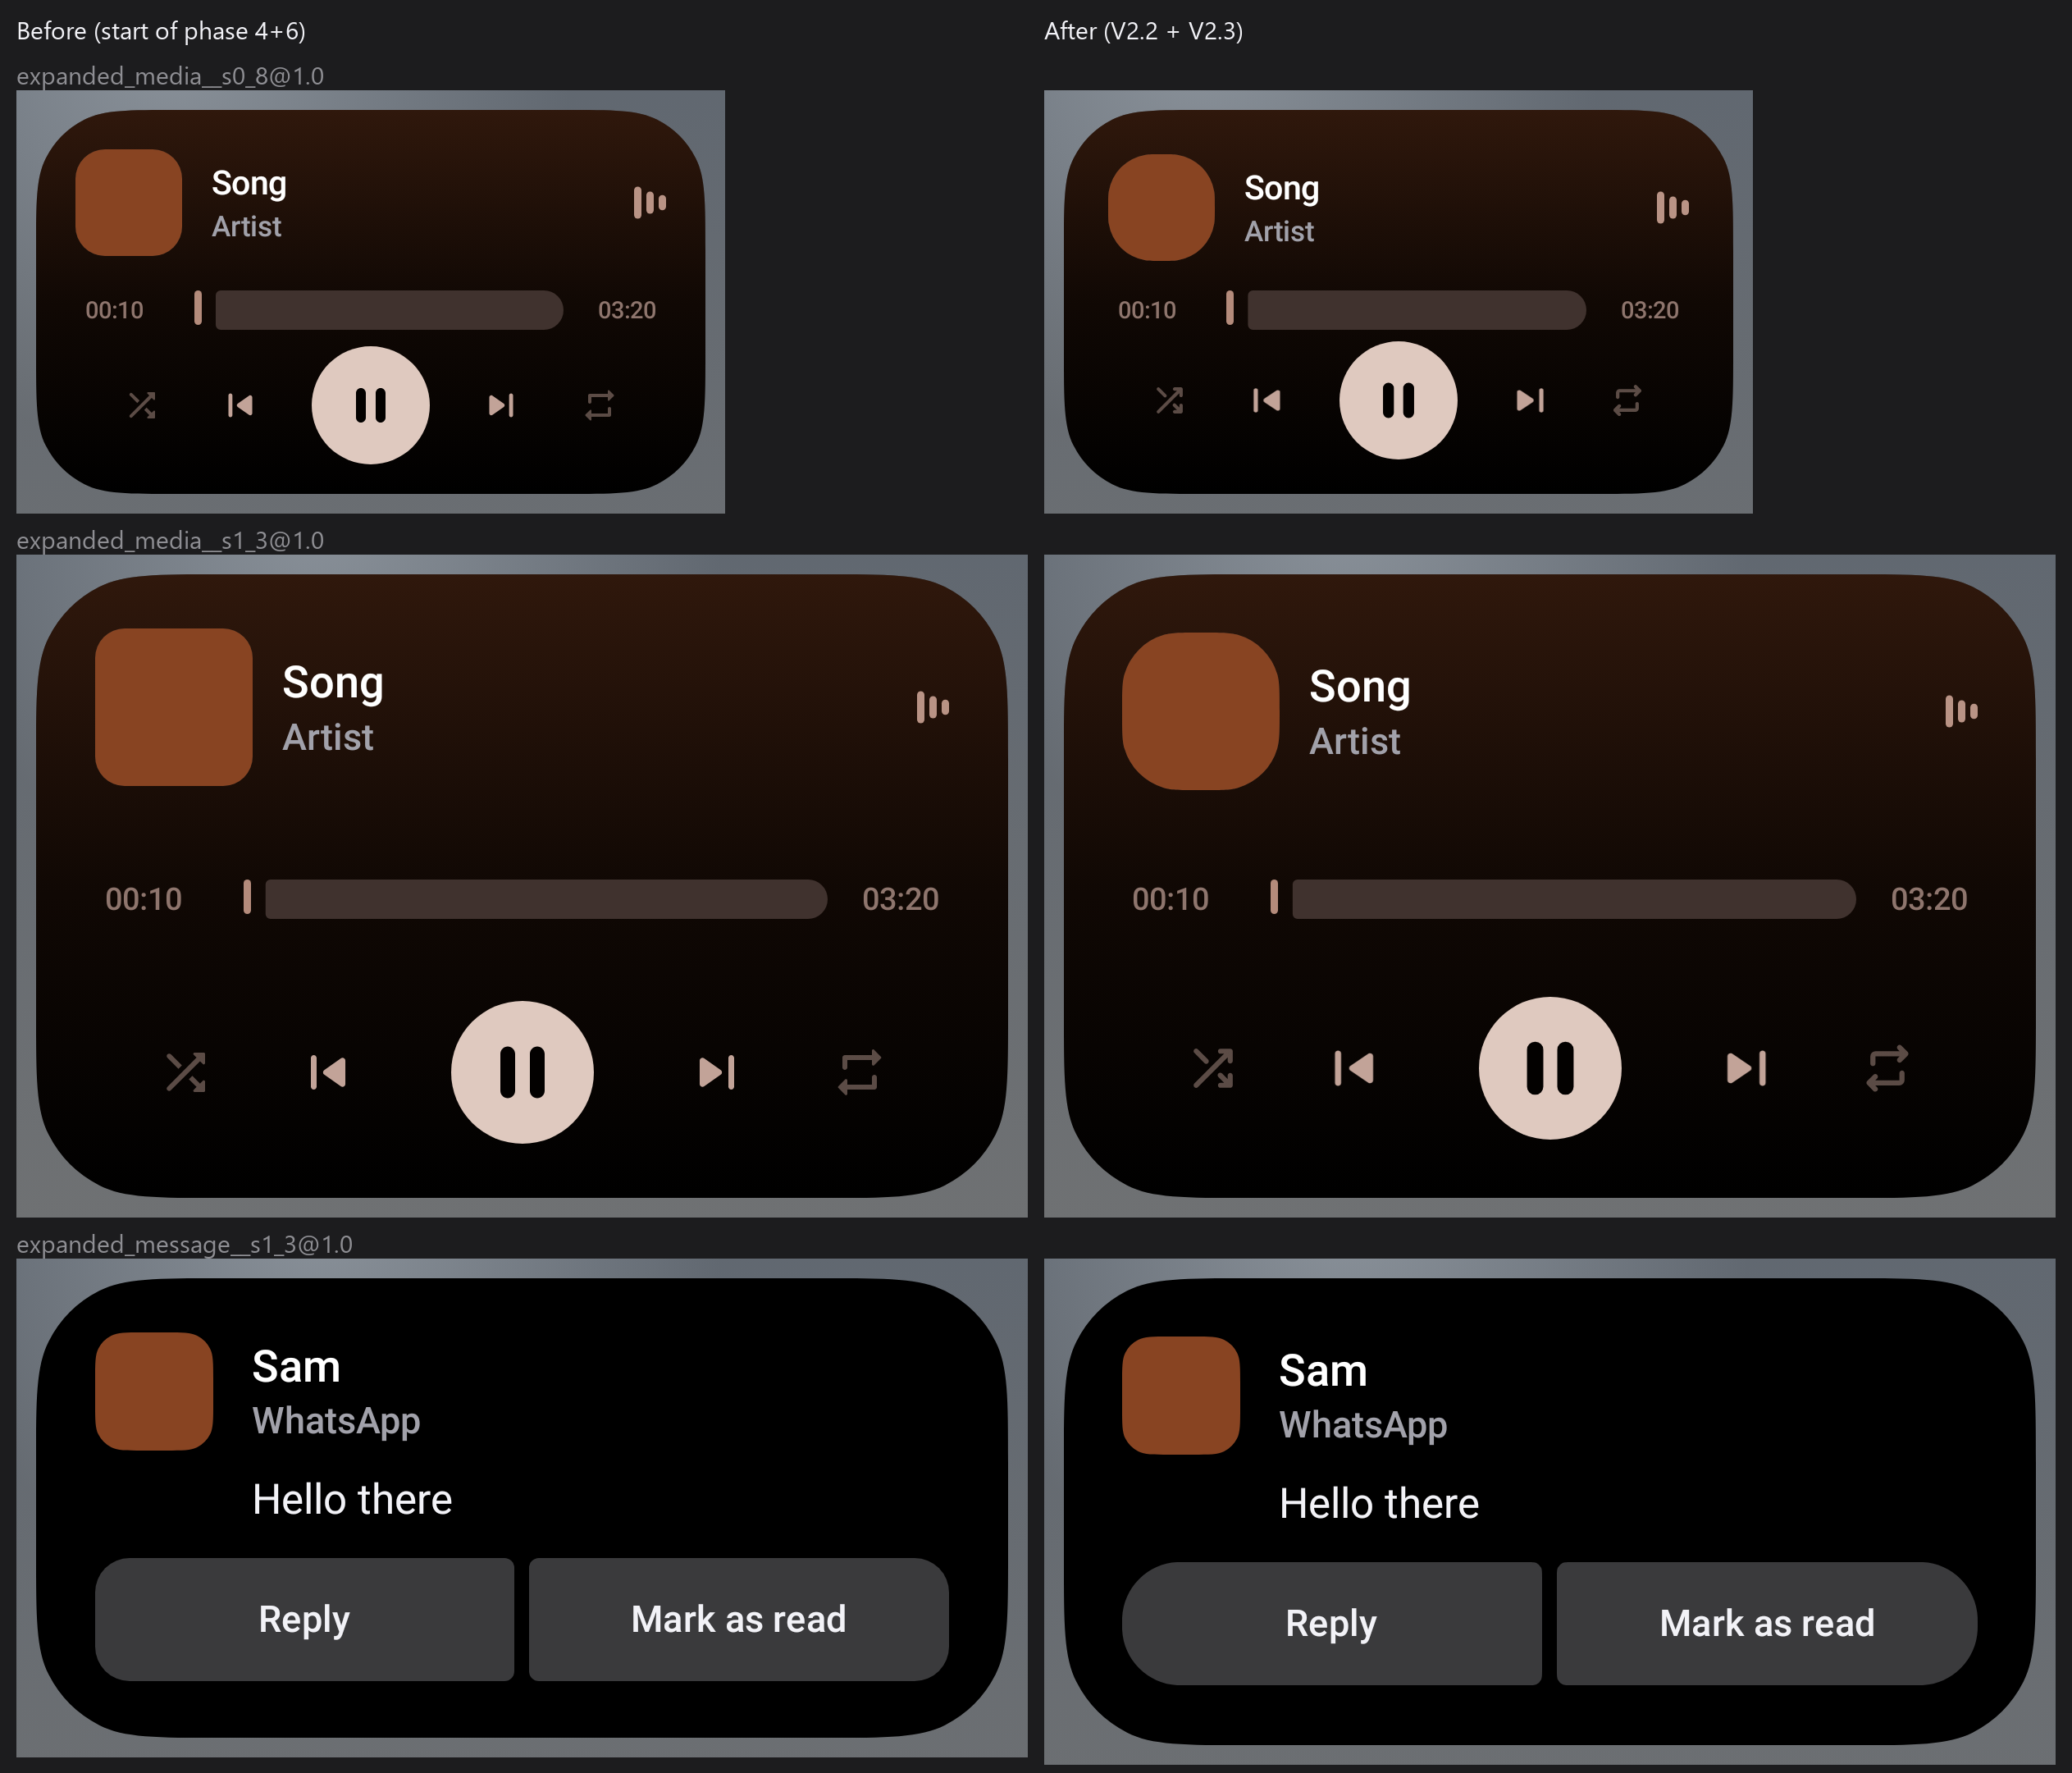 Before (start of phase 4+6)
After (V2.2 + V2.3)
expanded_media__s0_8@1.0
Song
Artist
00:10
03:20
Song
Artist
00:10
03:20
expanded_media__s1_3@1.0
Song
Artist
00:10
03:20
Song
Artist
00:10
03:20
expanded_message__s1_3@1.0
Sam
WhatsApp
Hello there
Reply
Mark as read
Sam
WhatsApp
Hello there
Reply
Mark as read